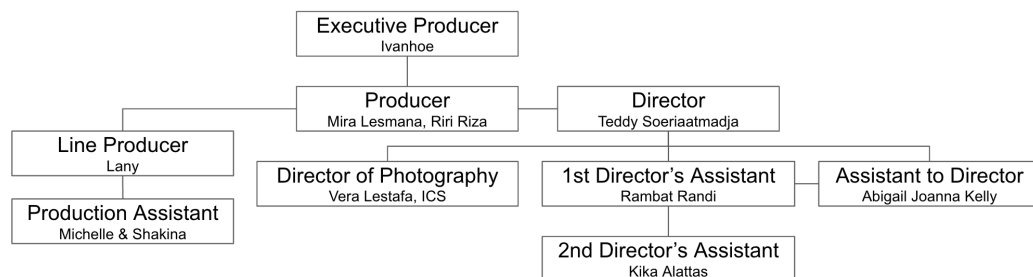 Executive Producer
Ivanhoe
Producer
Mira Lesmana, Riri Riza
Director
Teddy Soeriaatmadja
Line Producer
Lany
Director of Photography
Vera Lestafa, ICS
1st Director’s Assistant
Rambat Randi
Assistant to Director
Abigail Joanna Kelly
Production Assistant
Michelle & Shakina
2nd Director’s Assistant
Kika Alattas